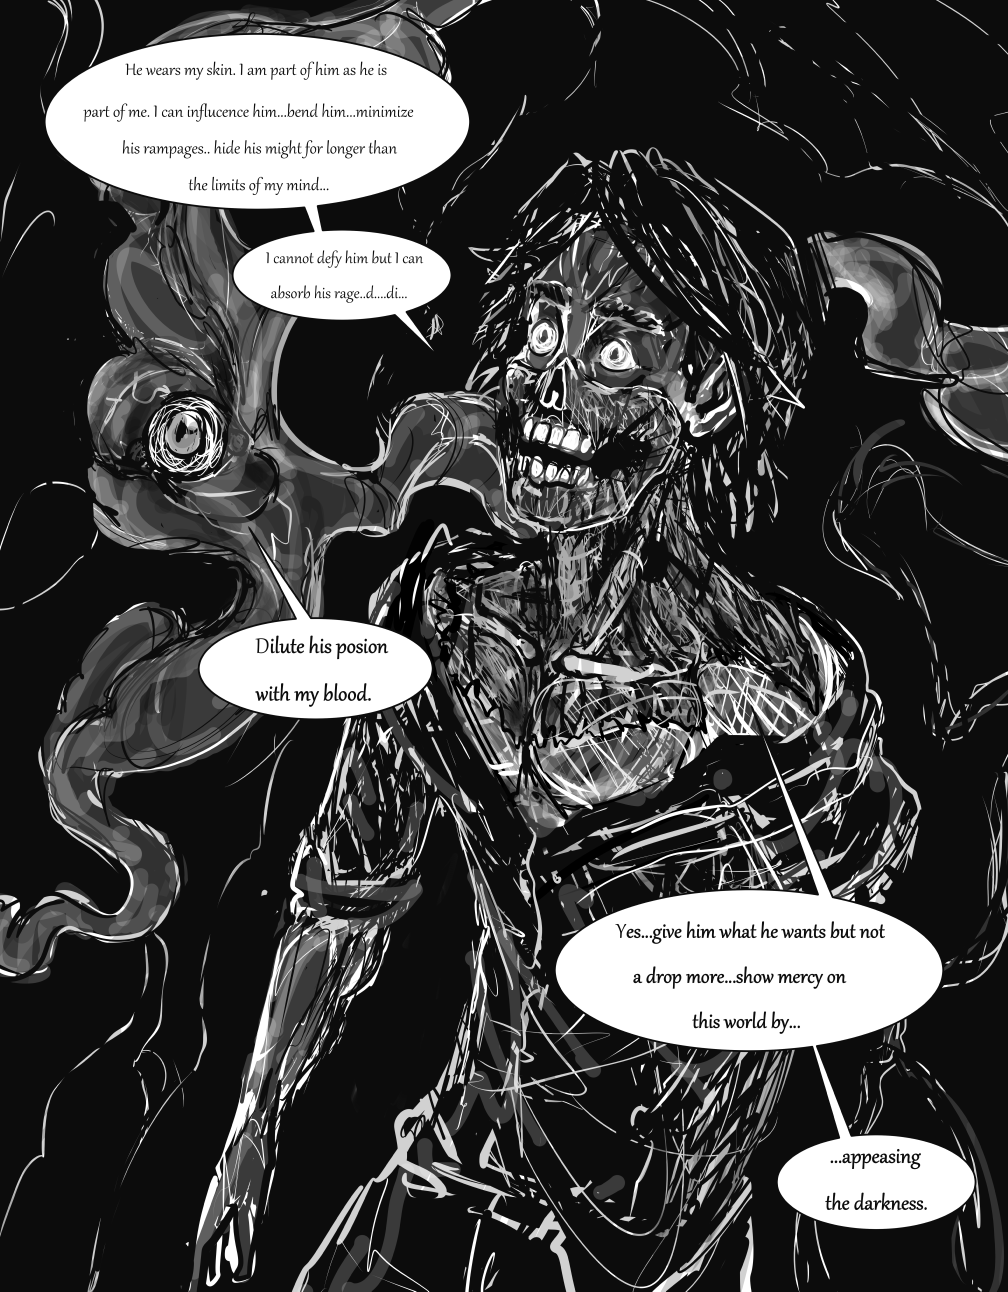 He wears my skin. I am part of him as he is
part of me. I can influcence him...bend him...minimize
his rampages.. hide his might for longer than
the limits of my mind...
I cannot defy him but I can
absorb his rage..d....di...
Dilute his posion
with my blood.
Yes...give him what he wants but not
a drop more...show mercy on
this world by...
...appeasing
the darkness.